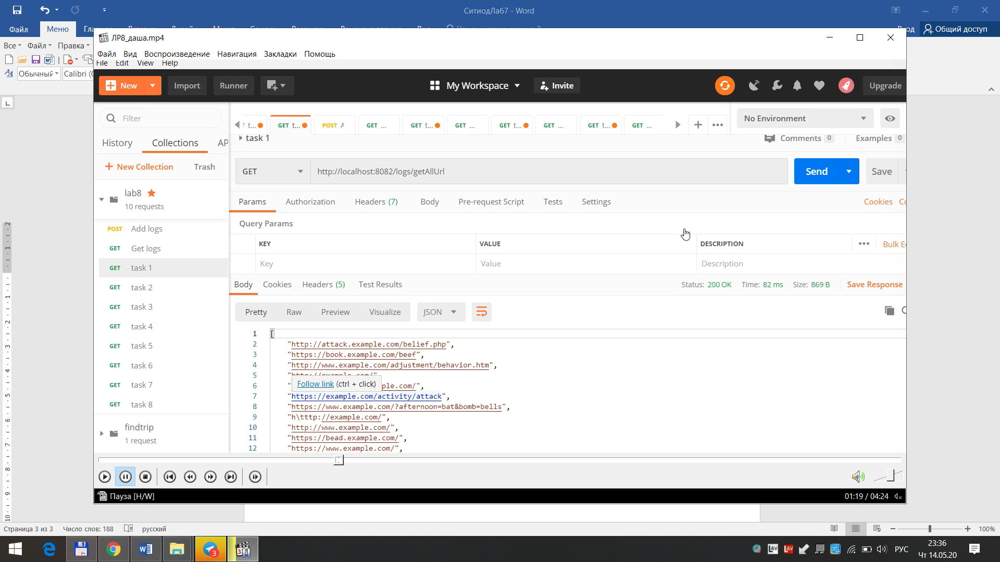 СитиодЛаб7 - Word
Файл
Меню
Общий доступ
Все Файл Правка
Обычный Calibri (
ЛР8_даша.mp4
Файл Вид Воспроизведение Навигация Закладки Помощь
File Edit View Help
New Import Runner
My Workspace Invite
Upgrade
Filter
History Collections AP
New Collection Trash
lab8
10 requests
POST Add logs
GET Get logs
GET task 1
GET task 2
GET task 3
GET task 4
GET task 5
GET task 6
GET task 7
GET task 8
findtrip
1 request
t... GET t... POST A GET ... GET t... GET ... GET t... GET ... GET t... GET ...
No Environment
task 1
Comments 0 Examples 0
GET http://localhost:8082/logs/getAllUrl
Send Save
Params Authorization Headers (7) Body Pre-request Script Tests Settings
Cookies Co
Query Params
KEY VALUE DESCRIPTION
Bulk E
Key Value Description
Body Cookies Headers (5) Test Results
Status: 200 OK Time: 82 ms Size: 869 B
Save Response
Pretty Raw Preview Visualize JSON
1 [
2 "http://attack.example.com/belief.php",
3 "https://book.example.com/beef",
4 "http://www.example.com/adjustment/behavior.htm",
5 "http://example.com/"
Follow link (ctrl + click)
6 " ple.com/",
7 "https://example.com/activity/attack",
8 "https://www.example.com/?afternoon=bat&bomb=bells",
9 "h\tttp://example.com/",
10 "http://www.example.com/",
11 "https://bead.example.com/",
12 "https://www.example.com/",
Пауза [H/W]
01:19 / 04:24
Страница 3 из 3 Число слов: 188 русский
100%
3
LAV LAV
РУС
23:36
Чт 14.05.20